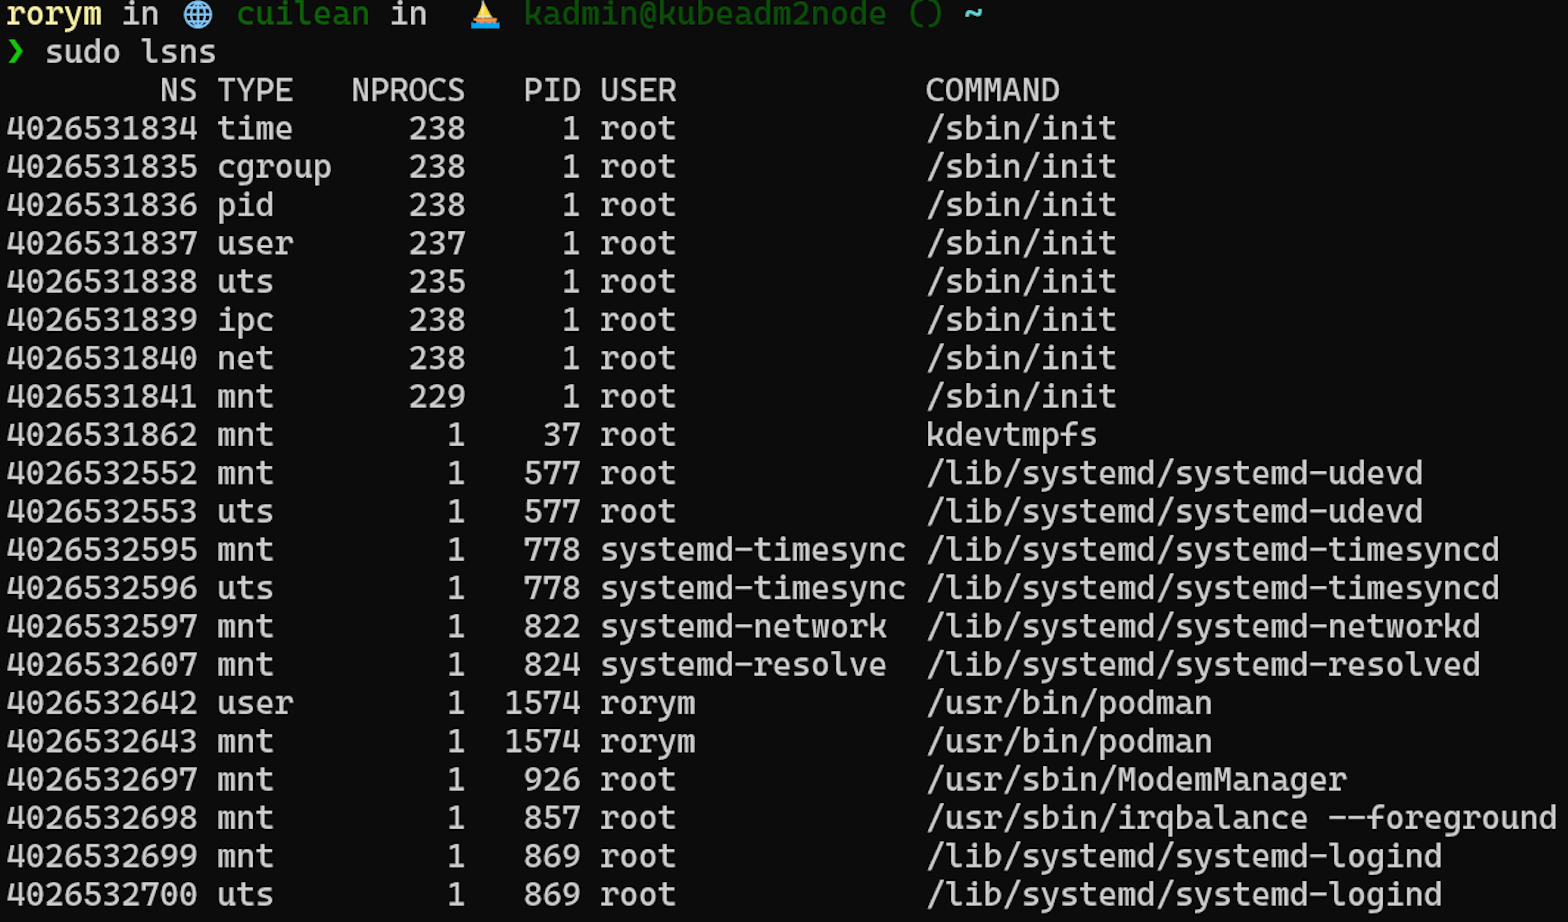 rorym in 🌐 cuilean in ⛵ kadmin@kubeadm2node () ~
❯ sudo lsns
        NS TYPE   NPROCS   PID USER             COMMAND
4026531834 time      238     1 root             /sbin/init
4026531835 cgroup    238     1 root             /sbin/init
4026531836 pid       238     1 root             /sbin/init
4026531837 user      237     1 root             /sbin/init
4026531838 uts       235     1 root             /sbin/init
4026531839 ipc       238     1 root             /sbin/init
4026531840 net       238     1 root             /sbin/init
4026531841 mnt       229     1 root             /sbin/init
4026531862 mnt         1    37 root             kdevtmpfs
4026532552 mnt         1   577 root             /lib/systemd/systemd-udevd
4026532553 uts         1   577 root             /lib/systemd/systemd-udevd
4026532595 mnt         1   778 systemd-timesync /lib/systemd/systemd-timesyncd
4026532596 uts         1   778 systemd-timesync /lib/systemd/systemd-timesyncd
4026532597 mnt         1   822 systemd-network  /lib/systemd/systemd-networkd
4026532607 mnt         1   824 systemd-resolve  /lib/systemd/systemd-resolved
4026532642 user        1  1574 rorym            /usr/bin/podman
4026532643 mnt         1  1574 rorym            /usr/bin/podman
4026532697 mnt         1   926 root             /usr/sbin/ModemManager
4026532698 mnt         1   857 root             /usr/sbin/irqbalance --foreground
4026532699 mnt         1   869 root             /lib/systemd/systemd-logind
4026532700 uts         1   869 root             /lib/systemd/systemd-logind